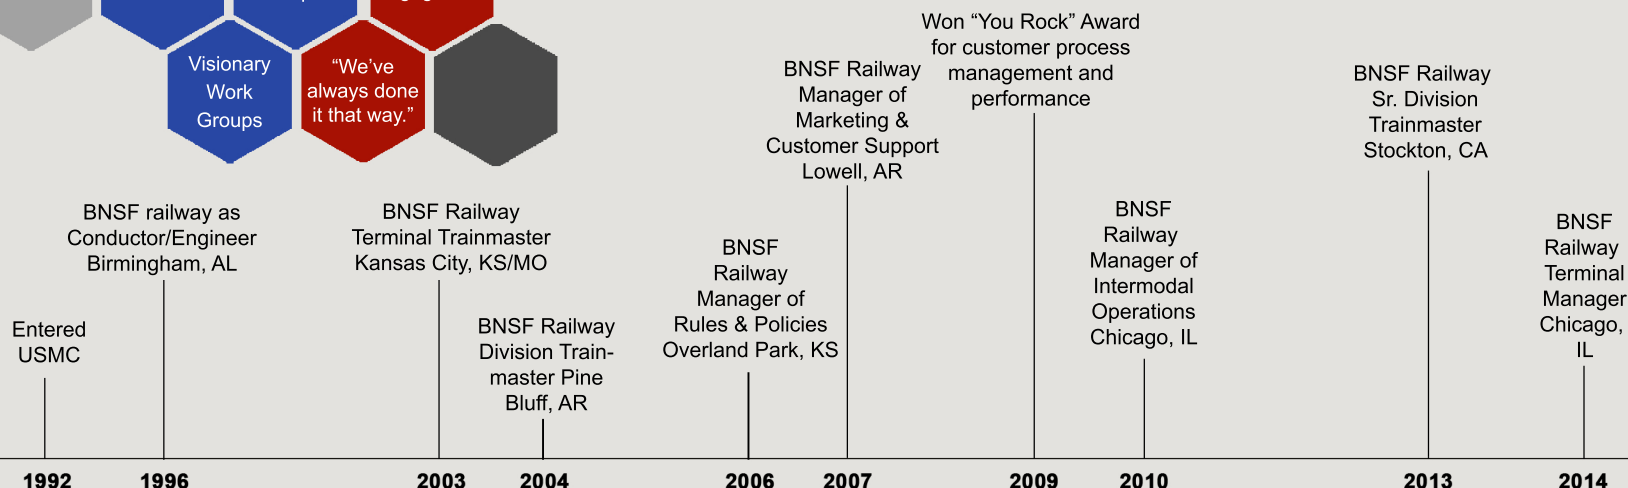 Visionary
Work
Groups
“We’ve
always done
it that way.”
Entered
USMC
BNSF railway as
Conductor/Engineer
Birmingham, AL
BNSF Railway
Terminal Trainmaster
Kansas City, KS/MO
BNSF Railway
Division Train-
master Pine
Bluff, AR
BNSF
Railway
Manager of
Rules & Policies
Overland Park, KS
BNSF Railway
Manager of
Marketing &
Customer Support
Lowell, AR
Won “You Rock” Award
for customer process
management and
performance
BNSF
Railway
Manager of
Intermodal
Operations
Chicago, IL
BNSF Railway
Sr. Division
Trainmaster
Stockton, CA
BNSF
Railway
Terminal
Manager
Chicago,
IL
1992 1996 2003 2004 2006 2007 2009 2010 2013 2014